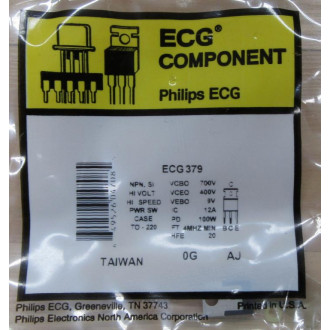 ECG®
COMPONENT
Philips ECG
ECG379
NPN, SI VCBO 700V
HI VOLT VCEO 400V
HI SPEED VEBO 9V
PWR SW IC 12A
CASE PD 100W
TO-220 FT 4MHZ MIN B C E
HFE 20
TAIWAN 0G AJ
Philips ECG, Greeneville, TN 37743
Philips Electronics North America Corporation
Printed in U.S.A.